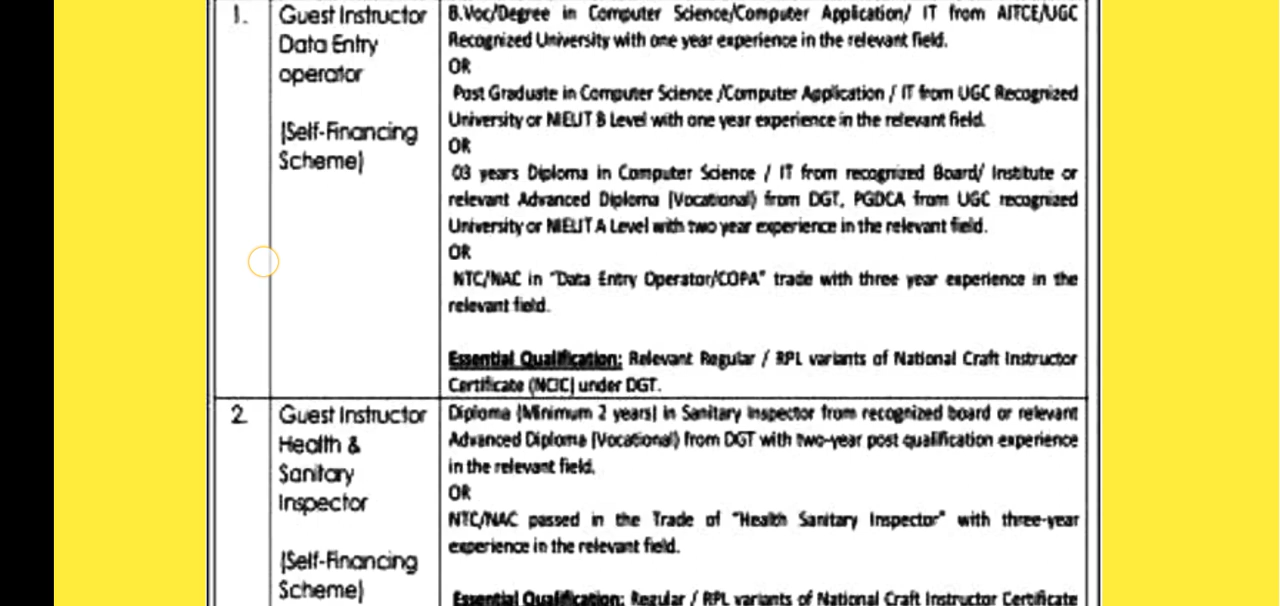 1.
Guest Instructor
Data Entry
operator
(Self-Financing
Scheme)
B.Voc/Degree in Computer Science/Computer Application/ IT from AITCE/UGC
Recognized University with one year experience in the relevant field.
OR
Post Graduate in Computer Science /Computer Application / IT from UGC Recognized
University or NIELIT B Level with one year experience in the relevant field.
OR
03 years Diploma in Computer Science / IT from recognized Board/ Institute or
relevant Advanced Diploma (Vocational) from DGT, PGDCA from UGC recognized
University or NIELIT A Level with two year experience in the relevant field.
OR
NTC/NAC in "Data Entry Operator/COPA" trade with three year experience in the
relevant field.
Essential Qualification: Relevant Regular / RPL variants of National Craft Instructor
Certificate (NCIC) under DGT.
2.
Guest Instructor
Health &
Sanitary
Inspector
(Self-Financing
Scheme)
Diploma (Minimum 2 years) in Sanitary Inspector from recognized board or relevant
Advanced Diploma (Vocational) from DGT with two-year post qualification experience
in the relevant field.
OR
NTC/NAC passed in the Trade of "Health Sanitary Inspector" with three-year
experience in the relevant field.
Essential Qualification: Regular / RPL variants of National Craft Instructor Certificate